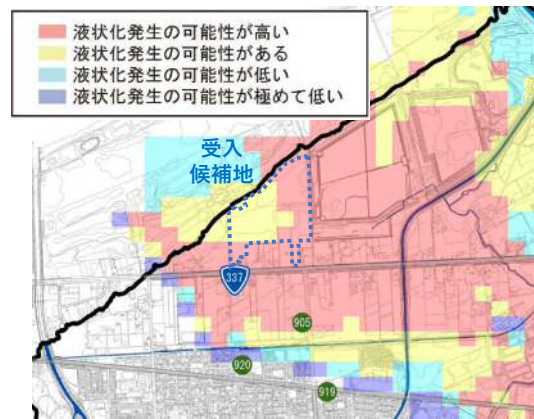 液状化発生の可能性が高い
液状化発生の可能性がある
液状化発生の可能性が低い
液状化発生の可能性が極めて低い
受入
候補地
337
905
920
919